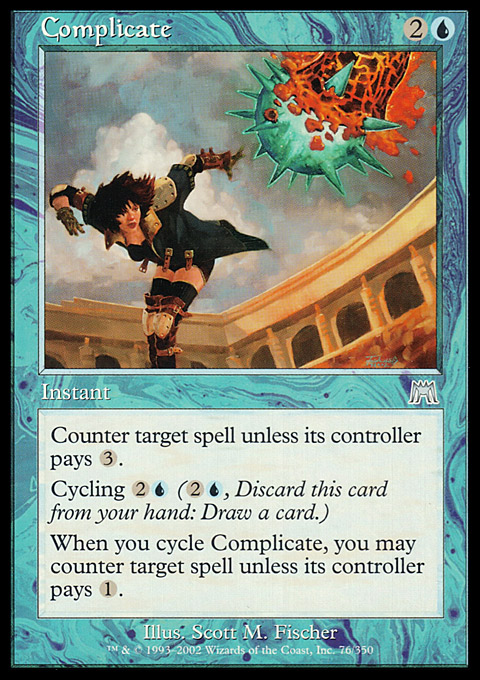 Complicate 2
Instant
Counter target spell unless its controller
pays 3.
Cycling 2 (2, Discard this card
from your hand: Draw a card.)
When you cycle Complicate, you may
counter target spell unless its controller
pays 1.
Illus. Scott M. Fischer
™ & © 1993-2002 Wizards of the Coast, Inc. 76/350